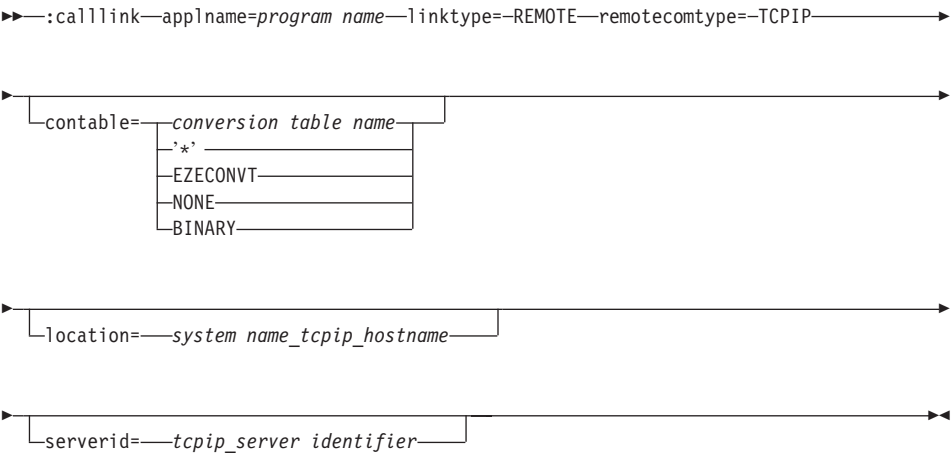 :calllink applname=program name linktype= REMOTE remotecomtype= TCPIP
contable= conversion table name
’*’
EZECONVT
NONE
BINARY
location= system name_tcpip_hostname
serverid= tcpip_server identifier